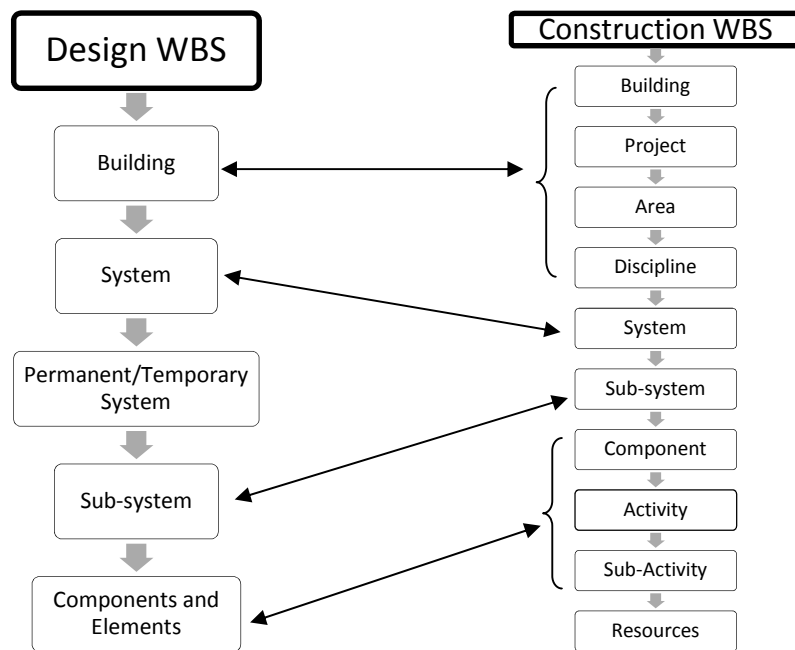 Design WBS
Building
System
Permanent/Temporary
System
Sub-system
Components and
Elements
Construction WBS
Building
Project
Area
Discipline
System
Sub-system
Component
Activity
Sub-Activity
Resources